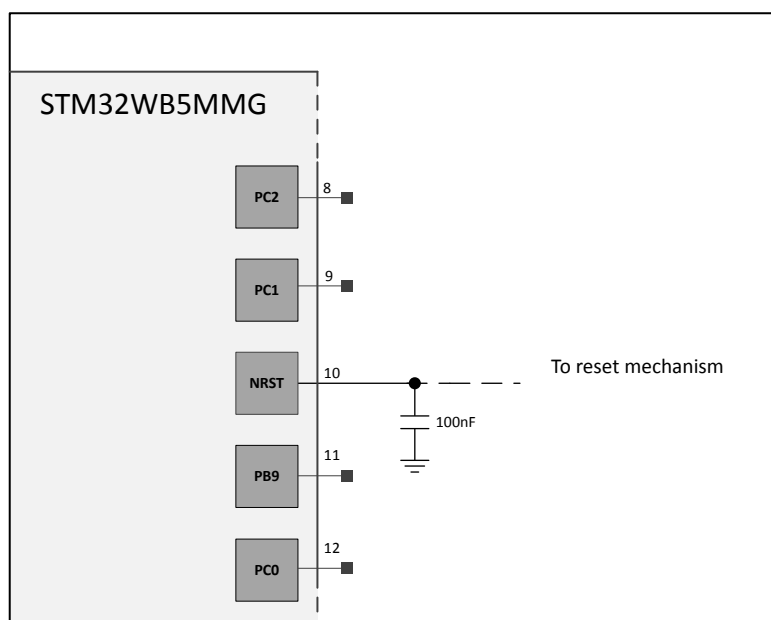 STM32WB5MMG
PC2 8
PC1 9
NRST 10 To reset mechanism
100nF
PB9 11
PC0 12